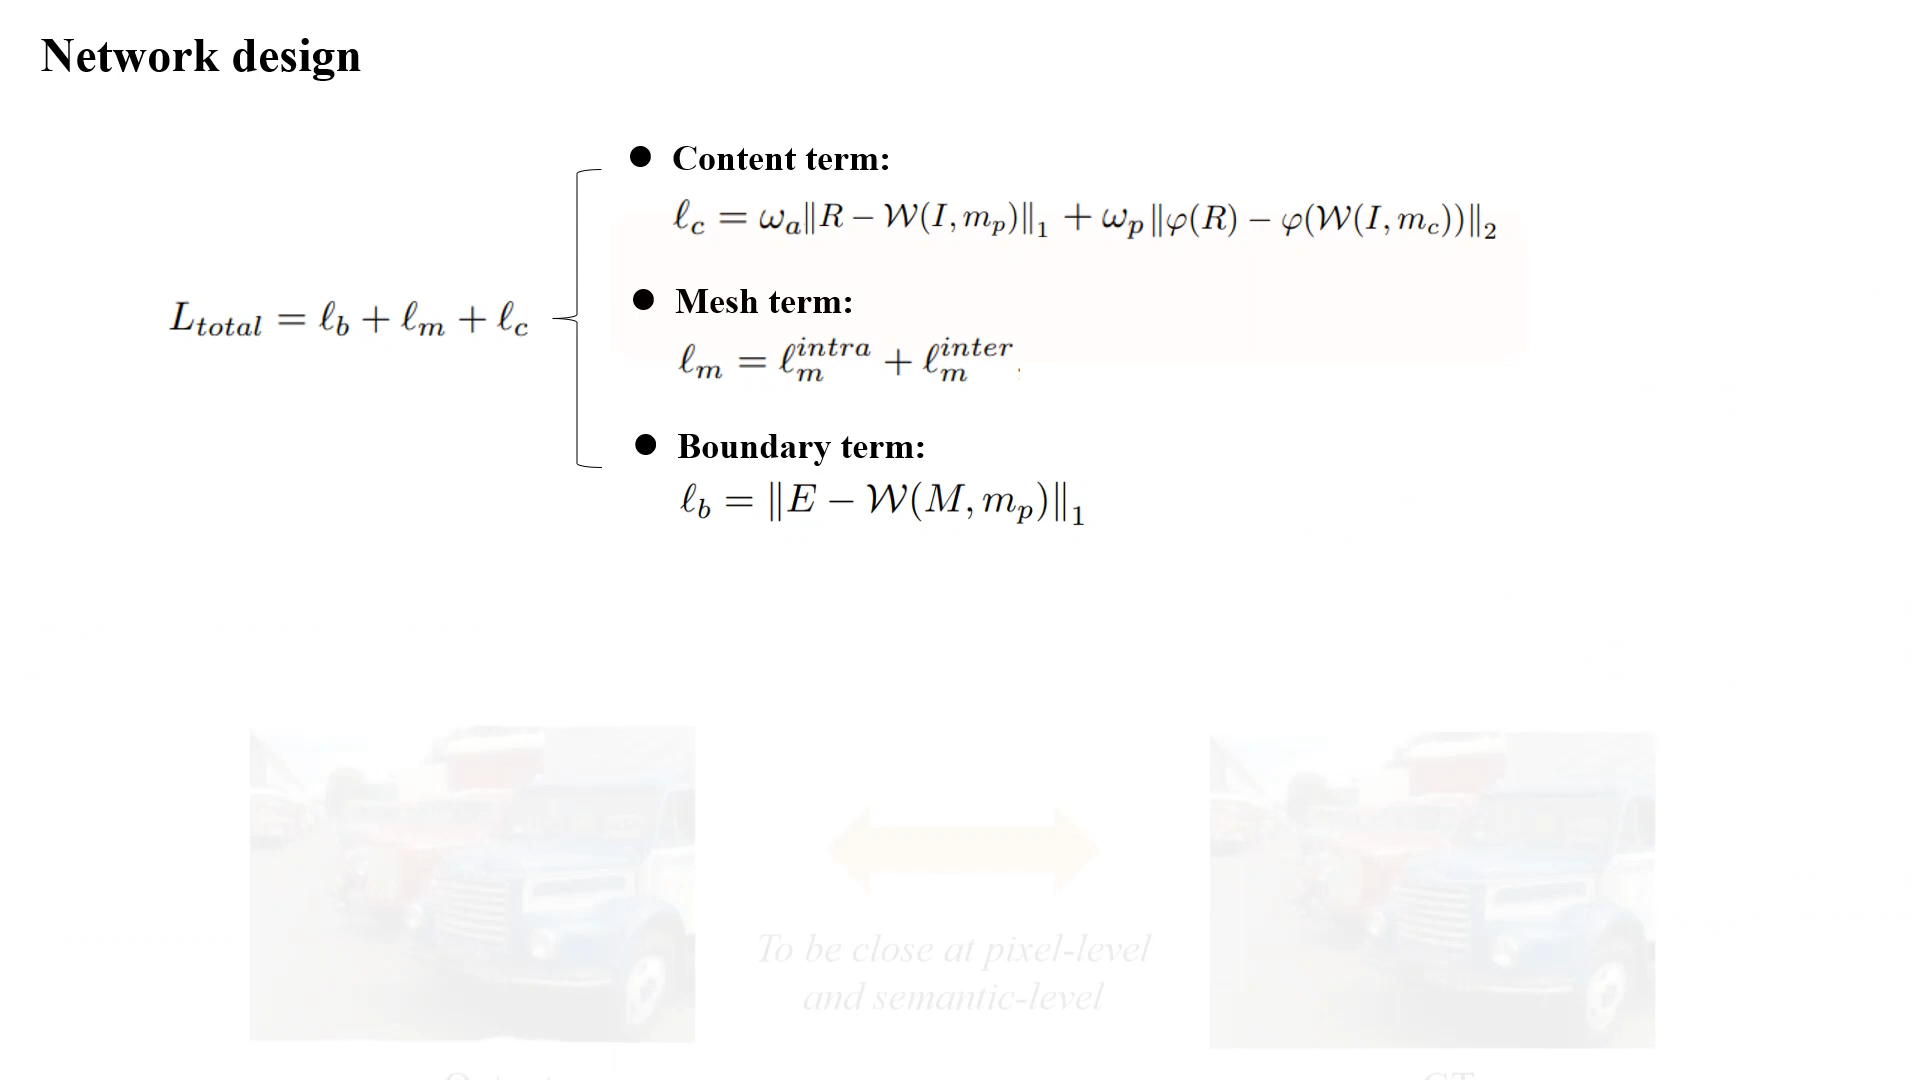 Network design
Content term:
ℓ_c = ω_a‖R − 𝒲(I, m_p)‖_1 + ω_p‖φ(R) − φ(𝒲(I, m_c))‖_2
Mesh term:
L_total = ℓ_b + ℓ_m + ℓ_c
ℓ_m = ℓ_m^intra + ℓ_m^inter
Boundary term:
ℓ_b = ‖E − 𝒲(M, m_p)‖_1
To be close at pixel-level
and semantic-level